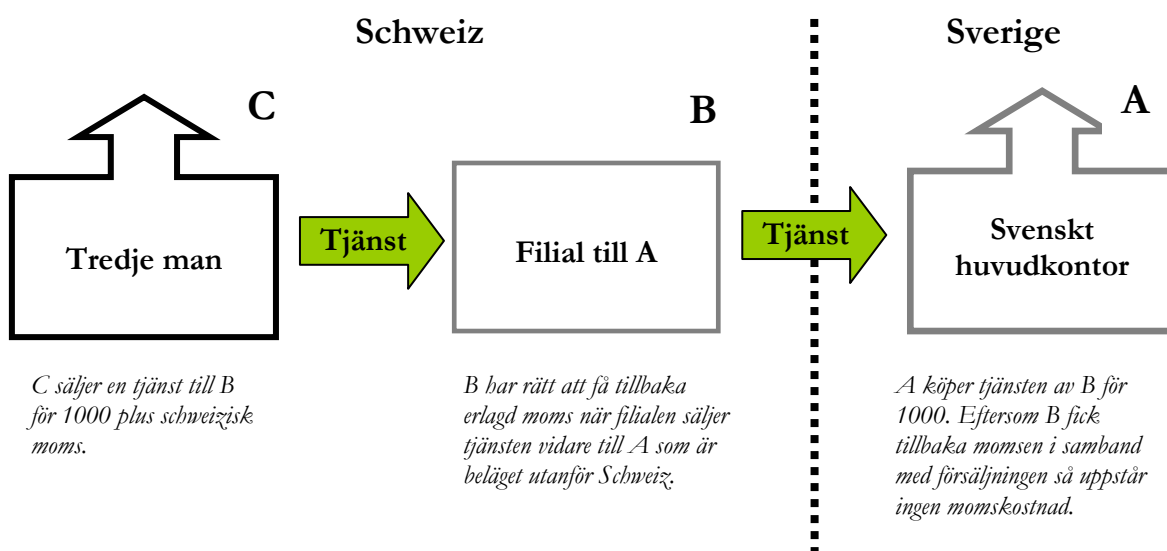 Schweiz
Sverige
C
B
A
Tredje man
Tjänst
Filial till A
Tjänst
Svenskt
huvudkontor
C säljer en tjänst till B
för 1000 plus schweizisk
moms.
B har rätt att få tillbaka
erlagd moms när filialen säljer
tjänsten vidare till A som är
beläget utanför Schweiz.
A köper tjänsten av B för
1000. Eftersom B fick
tillbaka momsen i samband
med försäljningen så uppstår
ingen momskostnad.